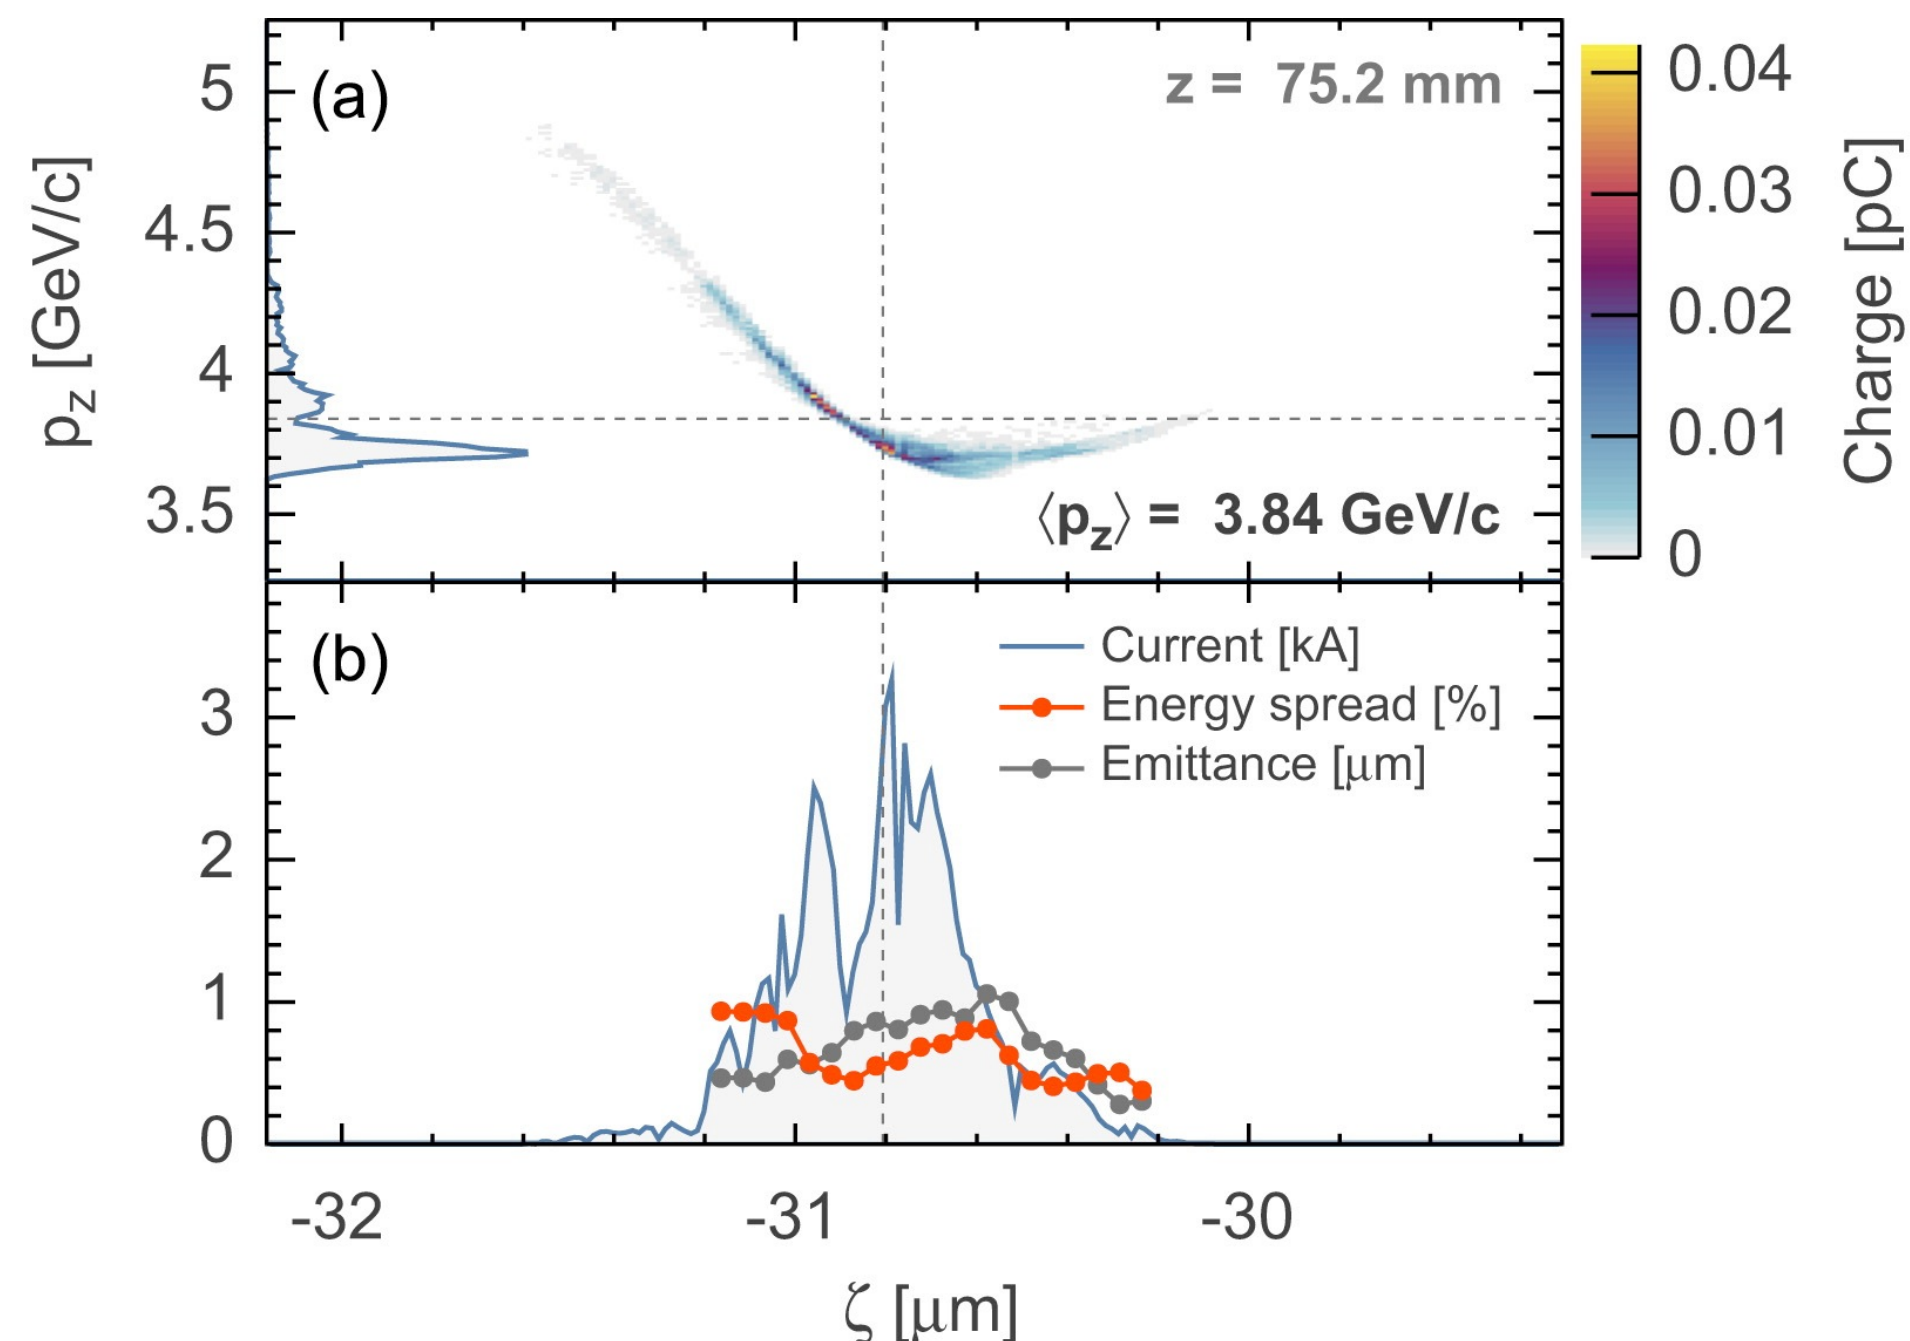 (a)
z = 75.2 mm
5
4.5
4
3.5
pz [GeV/c]
⟨pz⟩ = 3.84 GeV/c
0.04
0.03
0.02
0.01
0
Charge [pC]
(b)
Current [kA]
Energy spread [%]
Emittance [μm]
3
2
1
0
-32
-31
-30
ζ [μm]